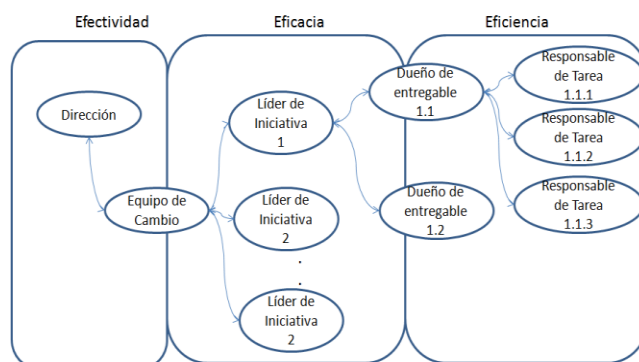 Efectividad
Eficacia
Eficiencia
Dirección
Equipo de
Cambio
Líder de
Iniciativa
1
Líder de
Iniciativa
2
.
.
Líder de
Iniciativa
2
Dueño de
entregable
1.1
Dueño de
entregable
1.2
Responsable
de Tarea
1.1.1
Responsable
de Tarea
1.1.2
Responsable
de Tarea
1.1.3